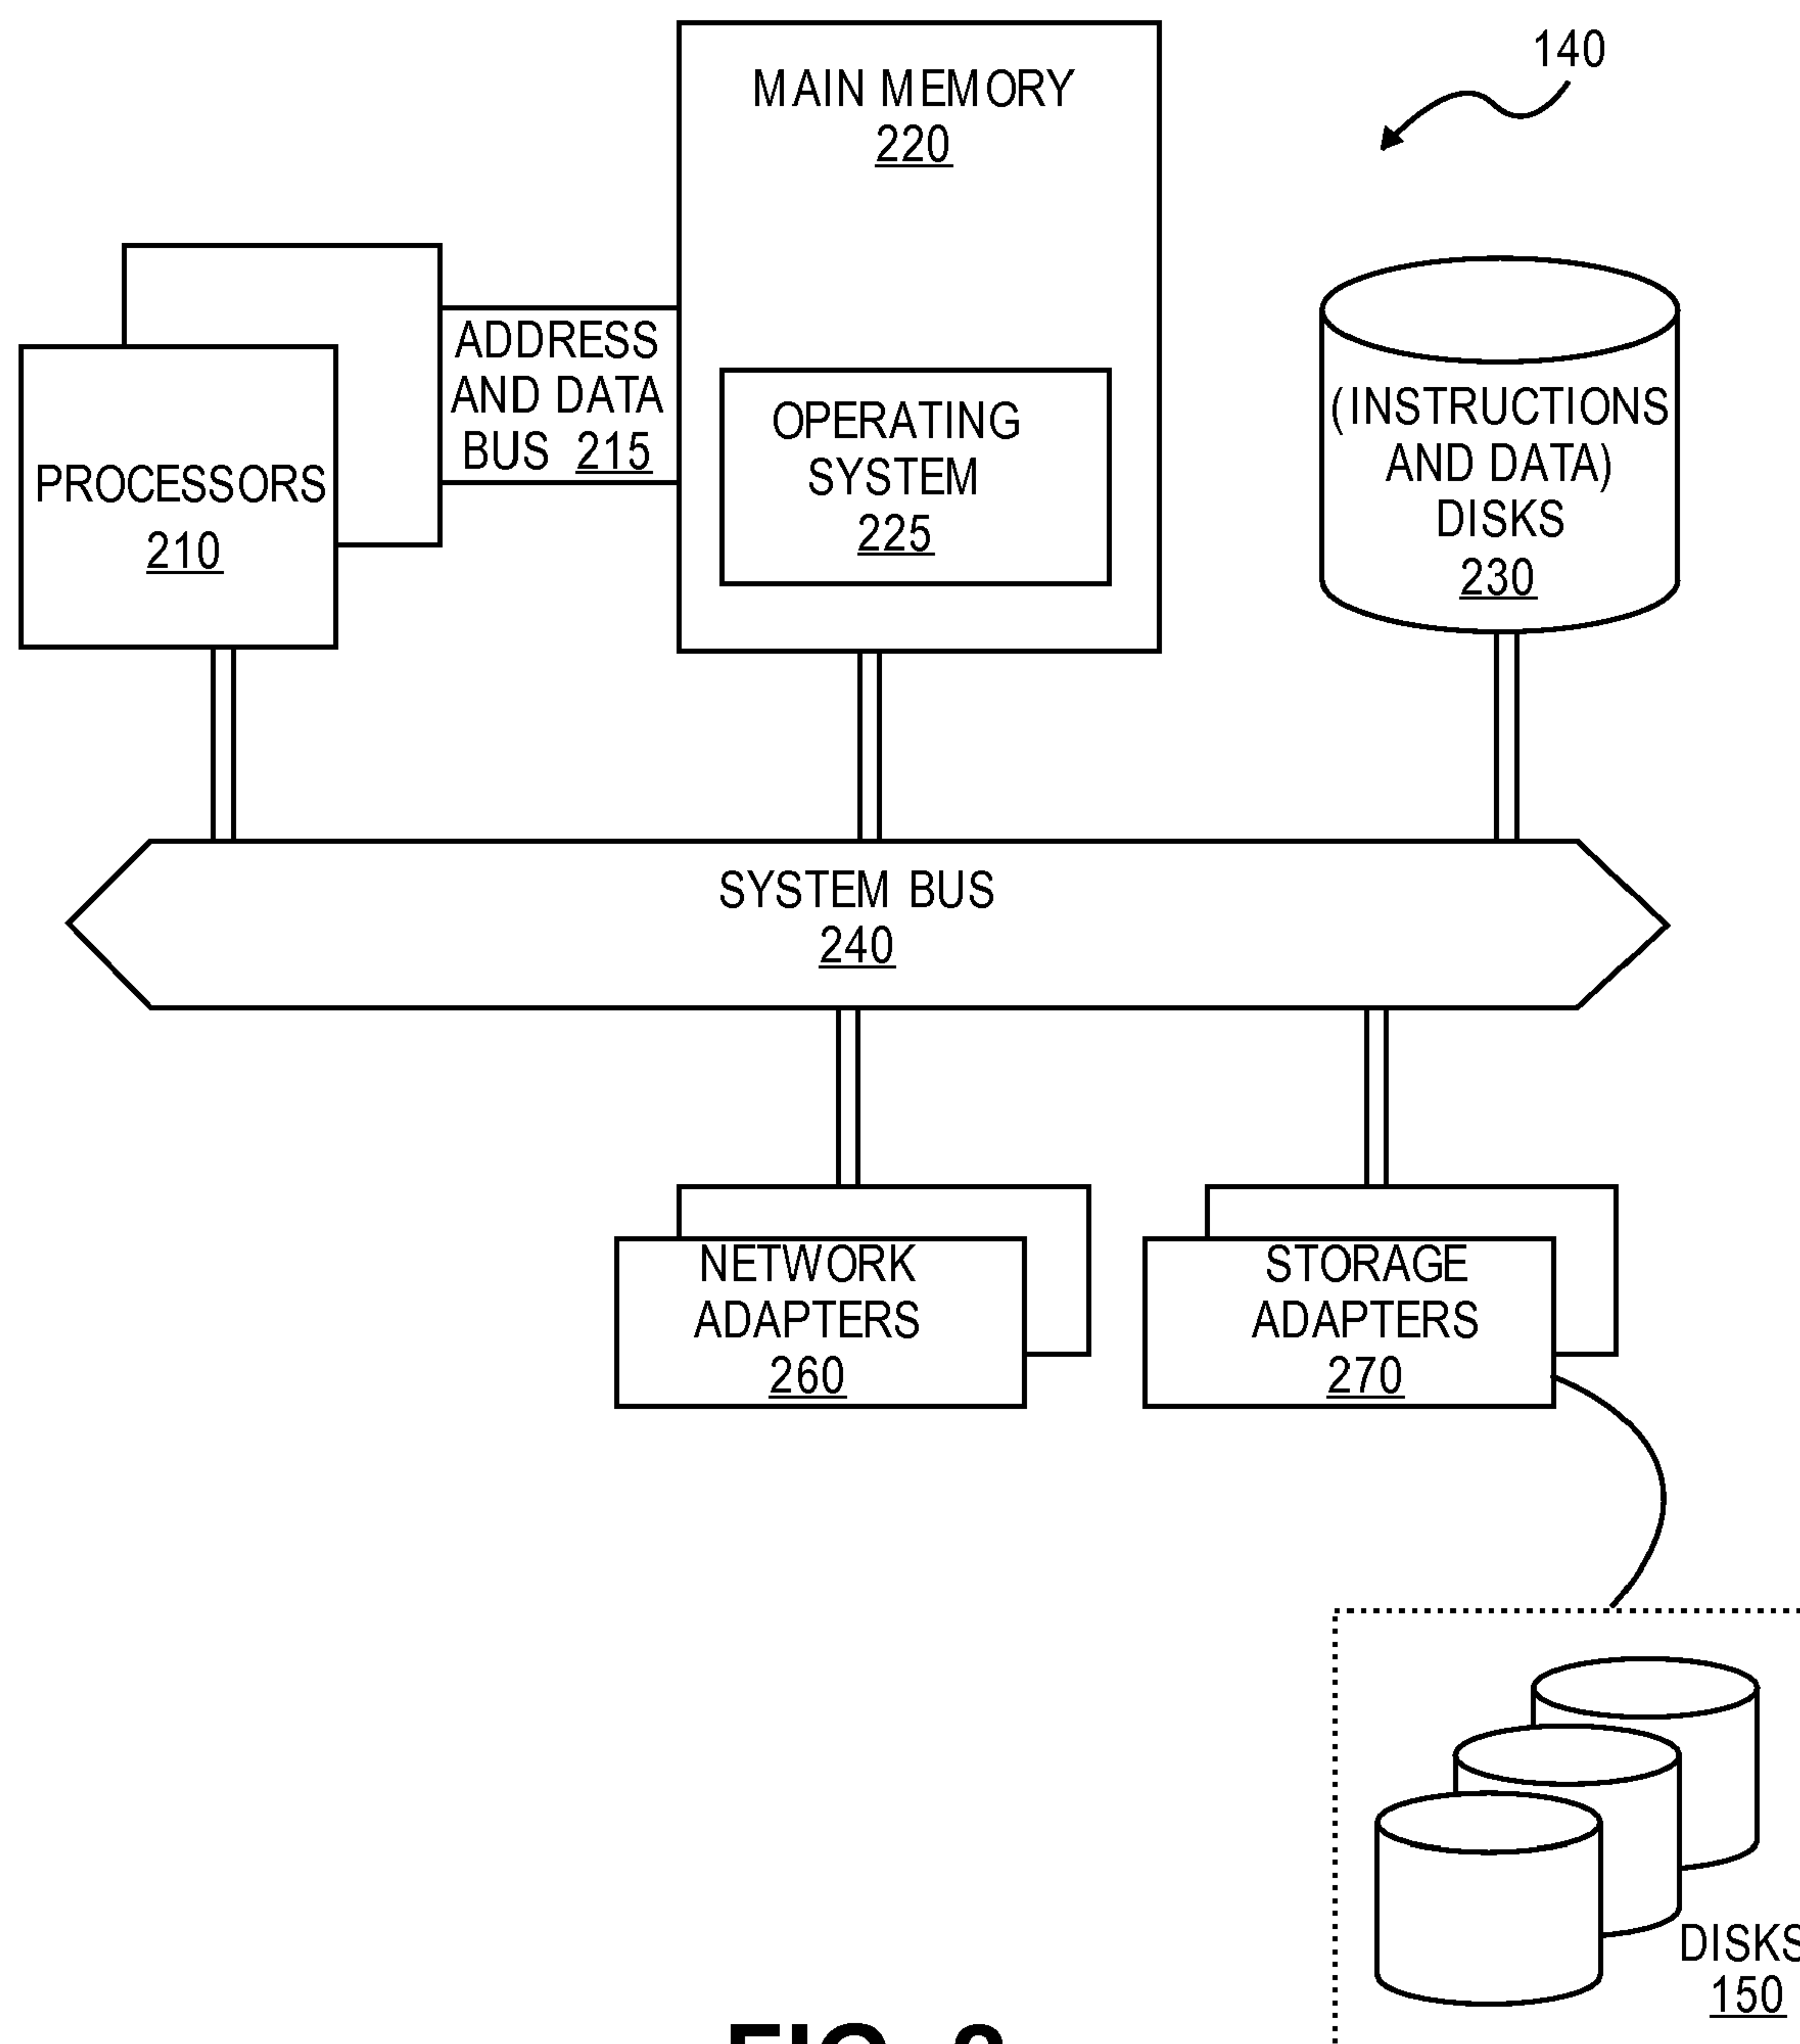 140
MAIN MEMORY
220
ADDRESS
AND DATA
BUS 215
PROCESSORS
210
OPERATING
SYSTEM
225
(INSTRUCTIONS
AND DATA)
DISKS
230
SYSTEM BUS
240
NETWORK
ADAPTERS
260
STORAGE
ADAPTERS
270
DISKS
150
FIG.